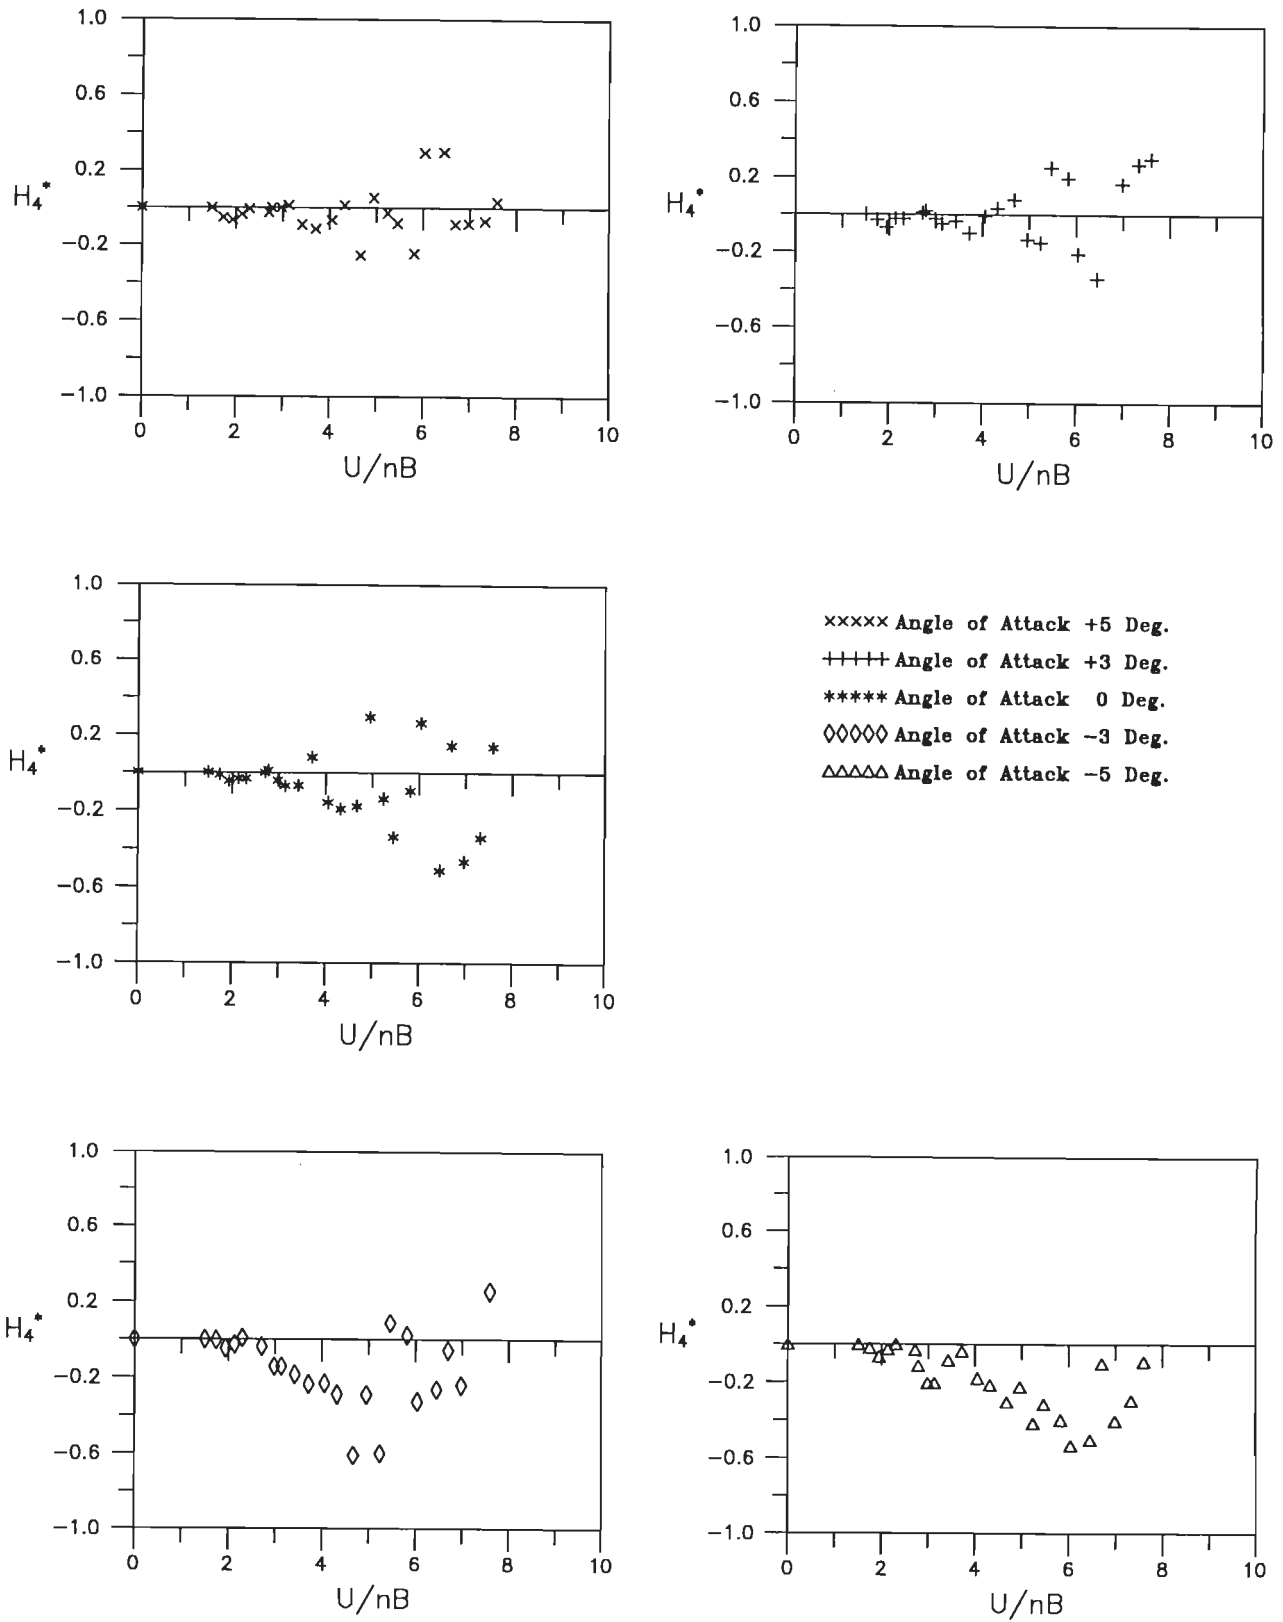 1.0
0.6
0.2
H4*
−0.2
−0.6
−1.0
0 2 4 6 8 10
U/nB
1.0
0.6
0.2
H4*
−0.2
−0.6
−1.0
0 2 4 6 8 10
U/nB
1.0
0.6
0.2
H4*
−0.2
−0.6
−1.0
0 2 4 6 8 10
U/nB
××××× Angle of Attack +5 Deg.
+++++ Angle of Attack +3 Deg.
***** Angle of Attack 0 Deg.
◊◊◊◊◊ Angle of Attack −3 Deg.
△△△△△ Angle of Attack −5 Deg.
1.0
0.6
0.2
H4*
−0.2
−0.6
−1.0
0 2 4 6 8 10
U/nB
1.0
0.6
0.2
H4*
−0.2
−0.6
−1.0
0 2 4 6 8 10
U/nB